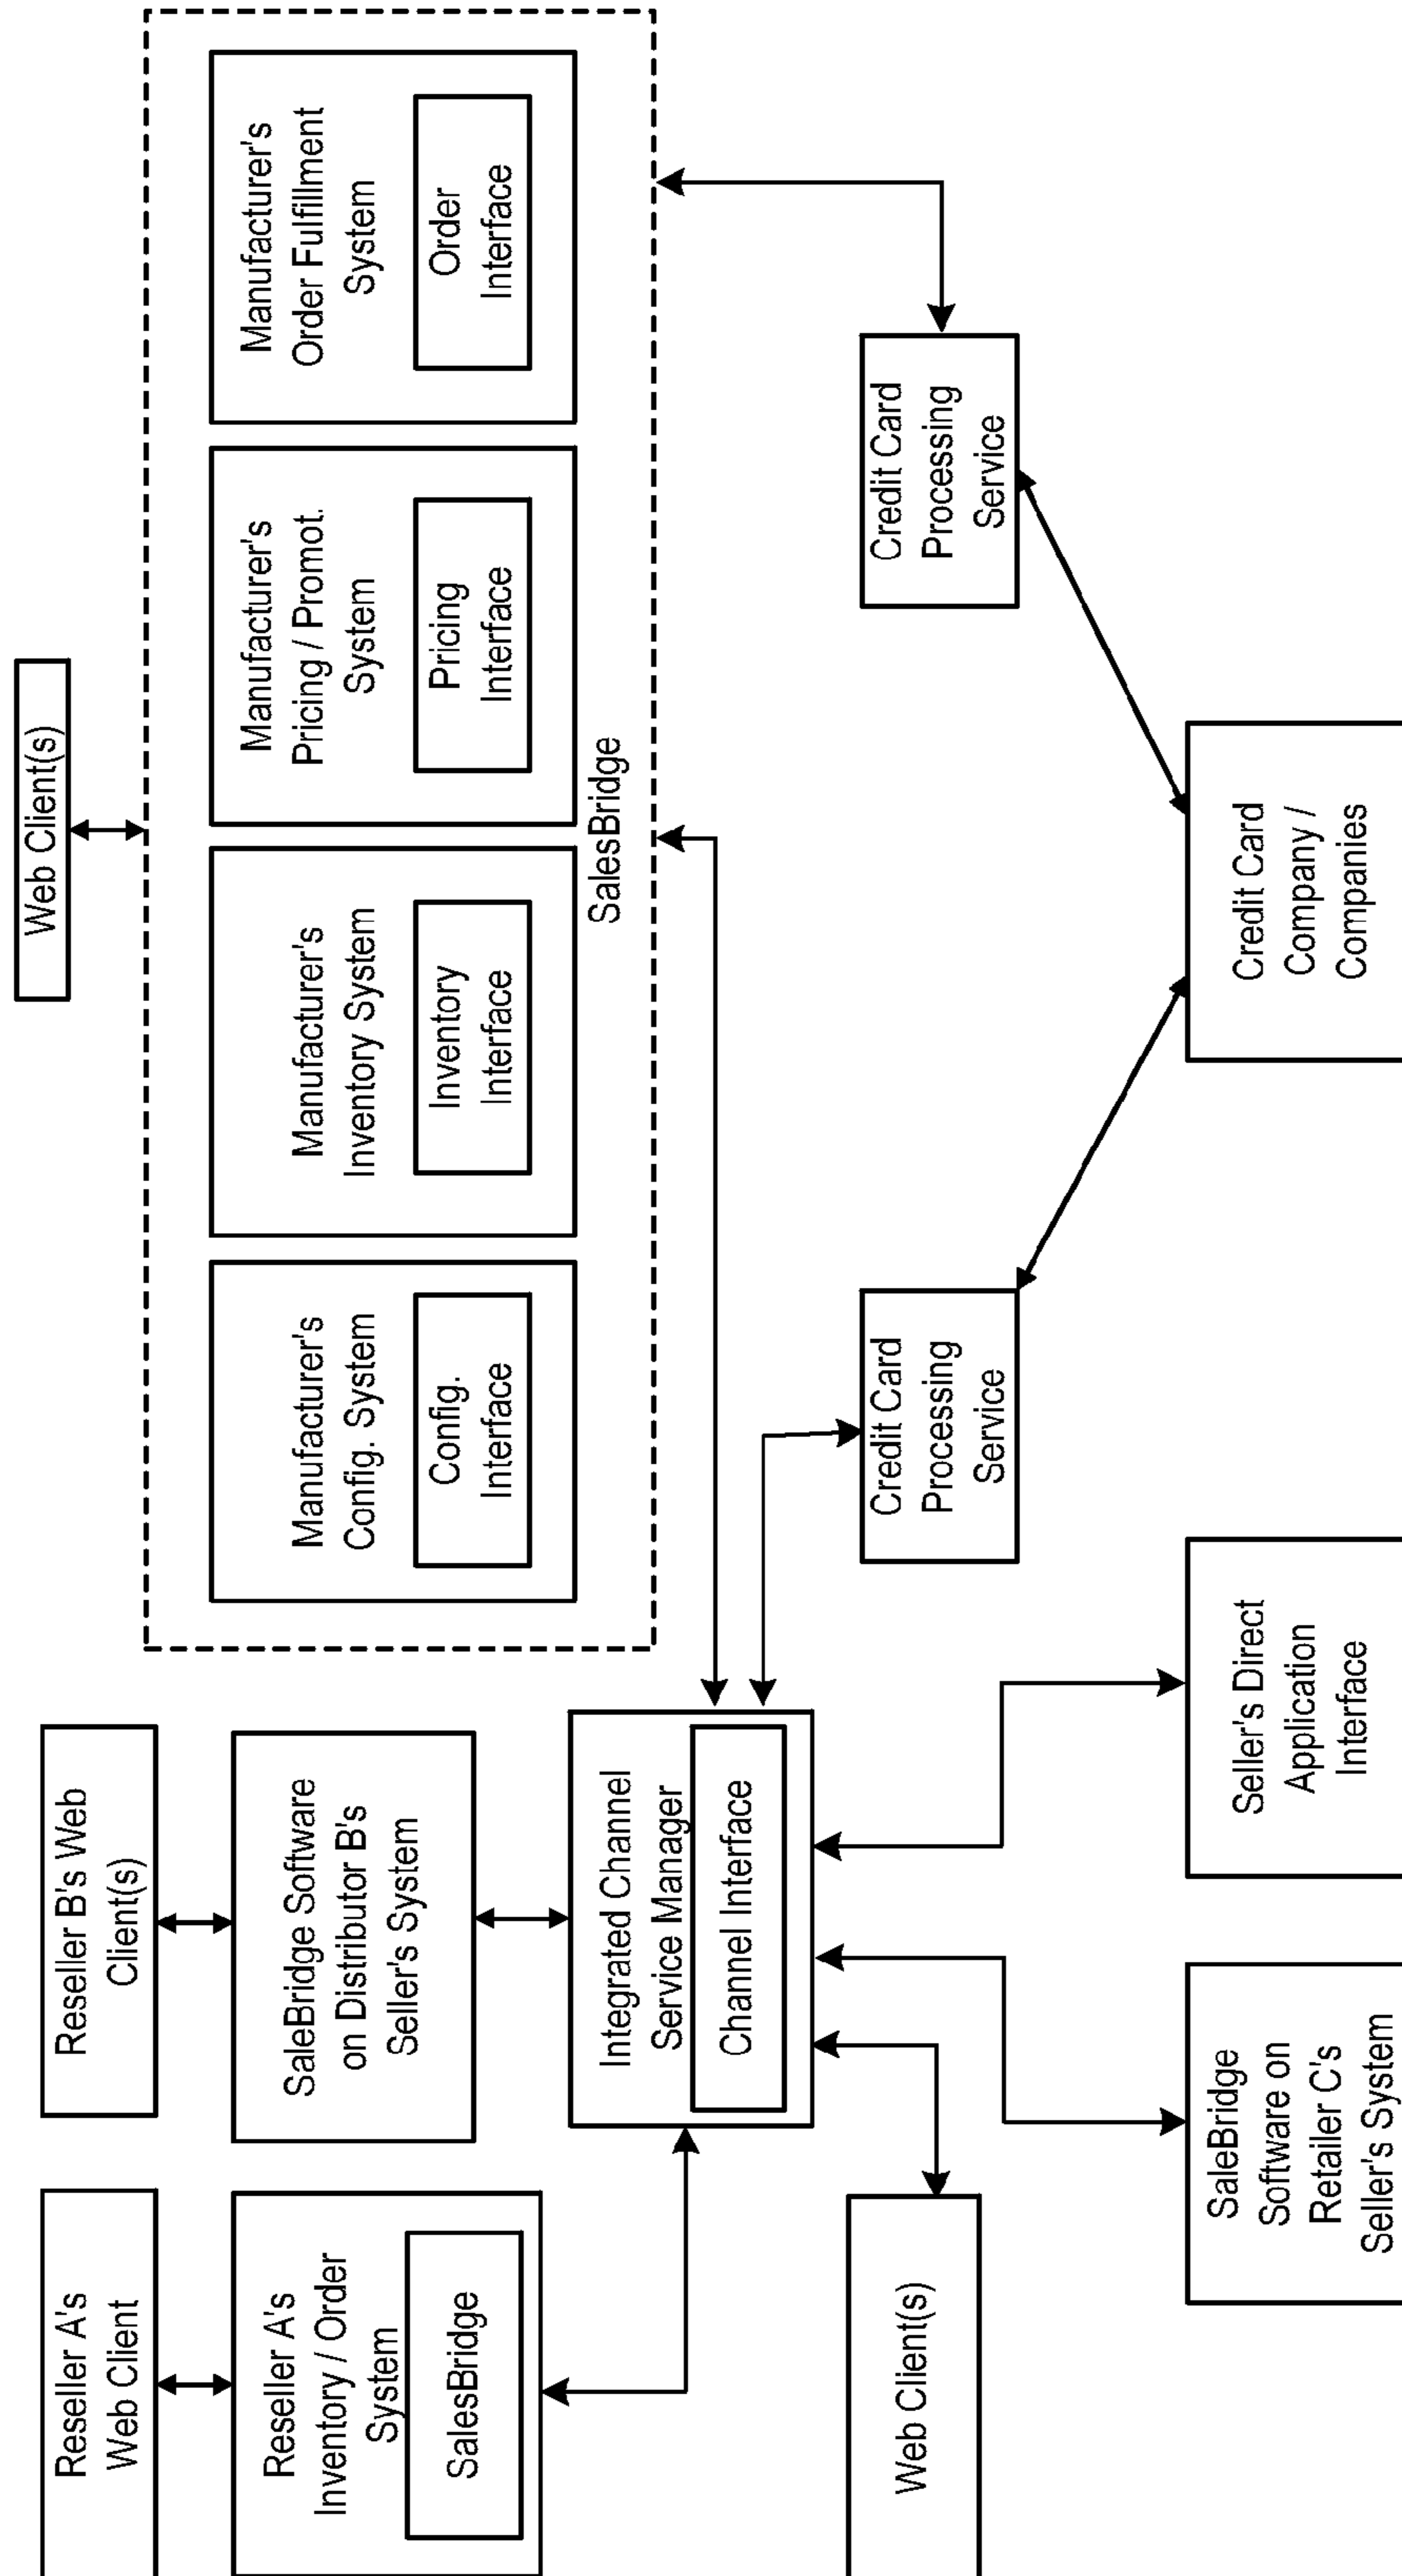 Reseller A's
Web Client
Reseller B's Web
Client(s)
Web Client(s)
Reseller A's
Inventory / Order
System
SalesBridge
SaleBridge Software
on Distributor B's
Seller's System
Manufacturer's
Config. System
Config.
Interface
Manufacturer's
Inventory System
Inventory
Interface
Manufacturer's
Pricing / Promot.
System
Pricing
Interface
Manufacturer's
Order Fulfillment
System
Order
Interface
SalesBridge
Integrated Channel
Service Manager
Channel Interface
Web Client(s)
Credit Card
Processing
Service
Credit Card
Processing
Service
SaleBridge
Software on
Retailer C's
Seller's System
Seller's Direct
Application
Interface
Credit Card
Company /
Companies